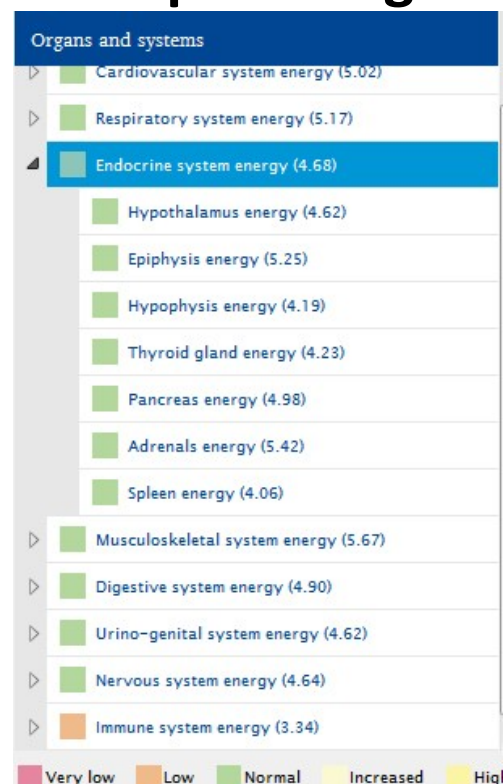 Organs and systems
Cardiovascular system energy (5.02)
Respiratory system energy (5.17)
Endocrine system energy (4.68)
Hypothalamus energy (4.62)
Epiphysis energy (5.25)
Hypophysis energy (4.19)
Thyroid gland energy (4.23)
Pancreas energy (4.98)
Adrenals energy (5.42)
Spleen energy (4.06)
Musculoskeletal system energy (5.67)
Digestive system energy (4.90)
Urino-genital system energy (4.62)
Nervous system energy (4.64)
Immune system energy (3.34)
Very low Low Normal Increased High